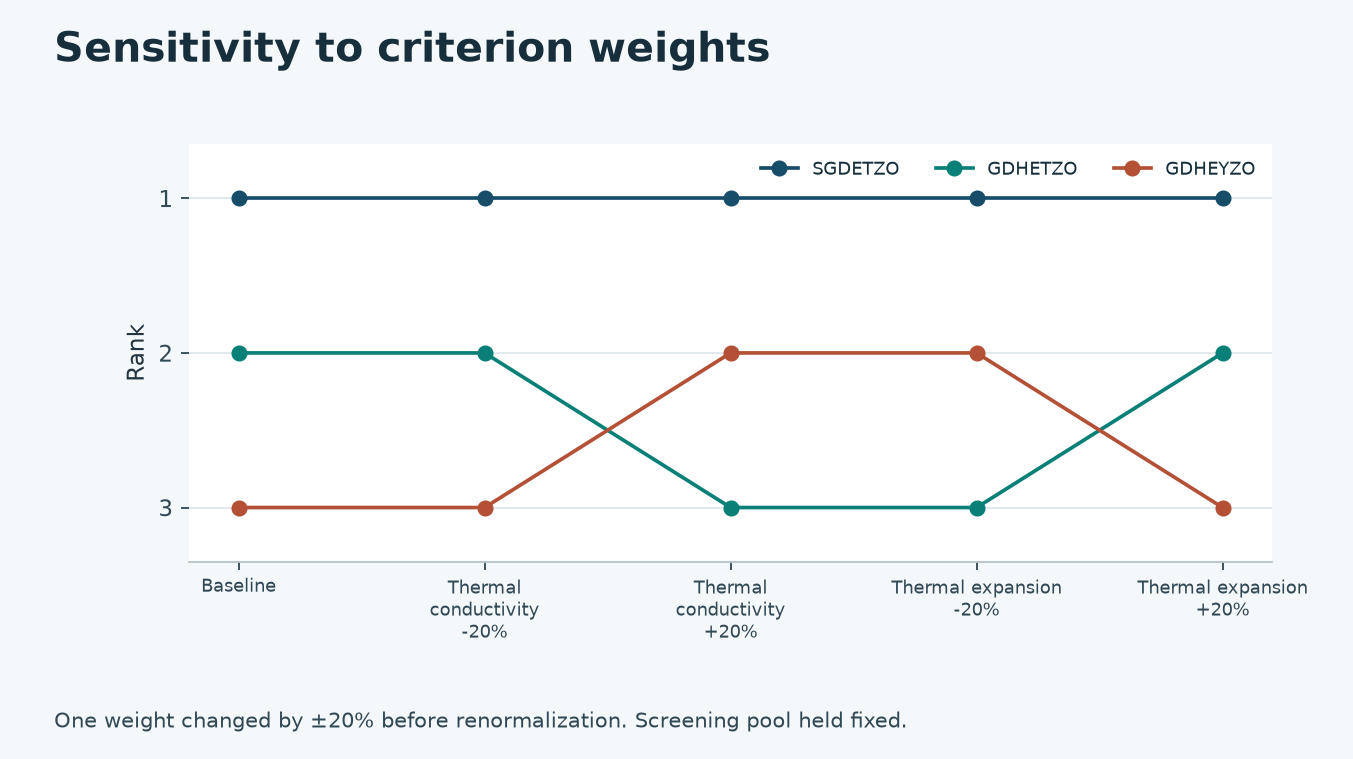 Sensitivity to criterion weights
SGDETZO
GDHETZO
GDHEYZO
Rank
1
2
3
Baseline
Thermal
conductivity
-20%
Thermal
conductivity
+20%
Thermal expansion
-20%
Thermal expansion
+20%
One weight changed by ±20% before renormalization. Screening pool held fixed.